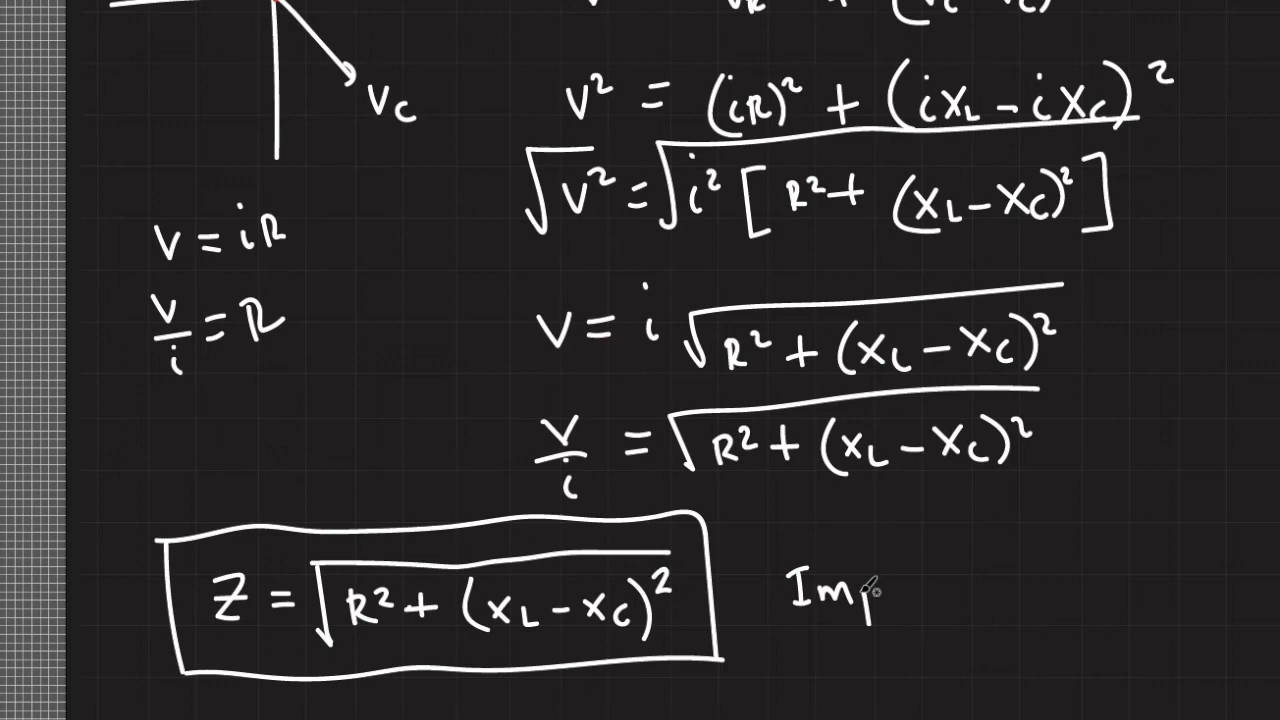 V_C
V² = (iR)² + (iX_L - iX_C)²
√V² = √i² [R² + (X_L - X_C)²]
V = iR
V/i = R
V = i √R² + (X_L - X_C)²
V/i = √R² + (X_L - X_C)²
Z = √R² + (X_L - X_C)²
Imp